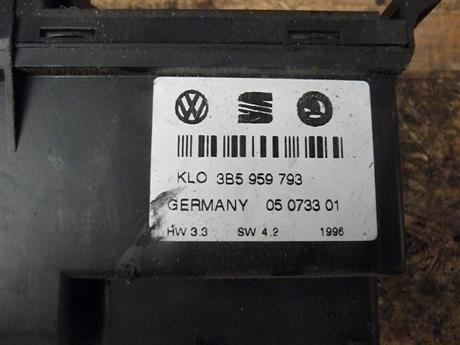 KLO 3B5 959 793
GERMANY 05 0733 01
HW 3.3 SW 4.2 1996